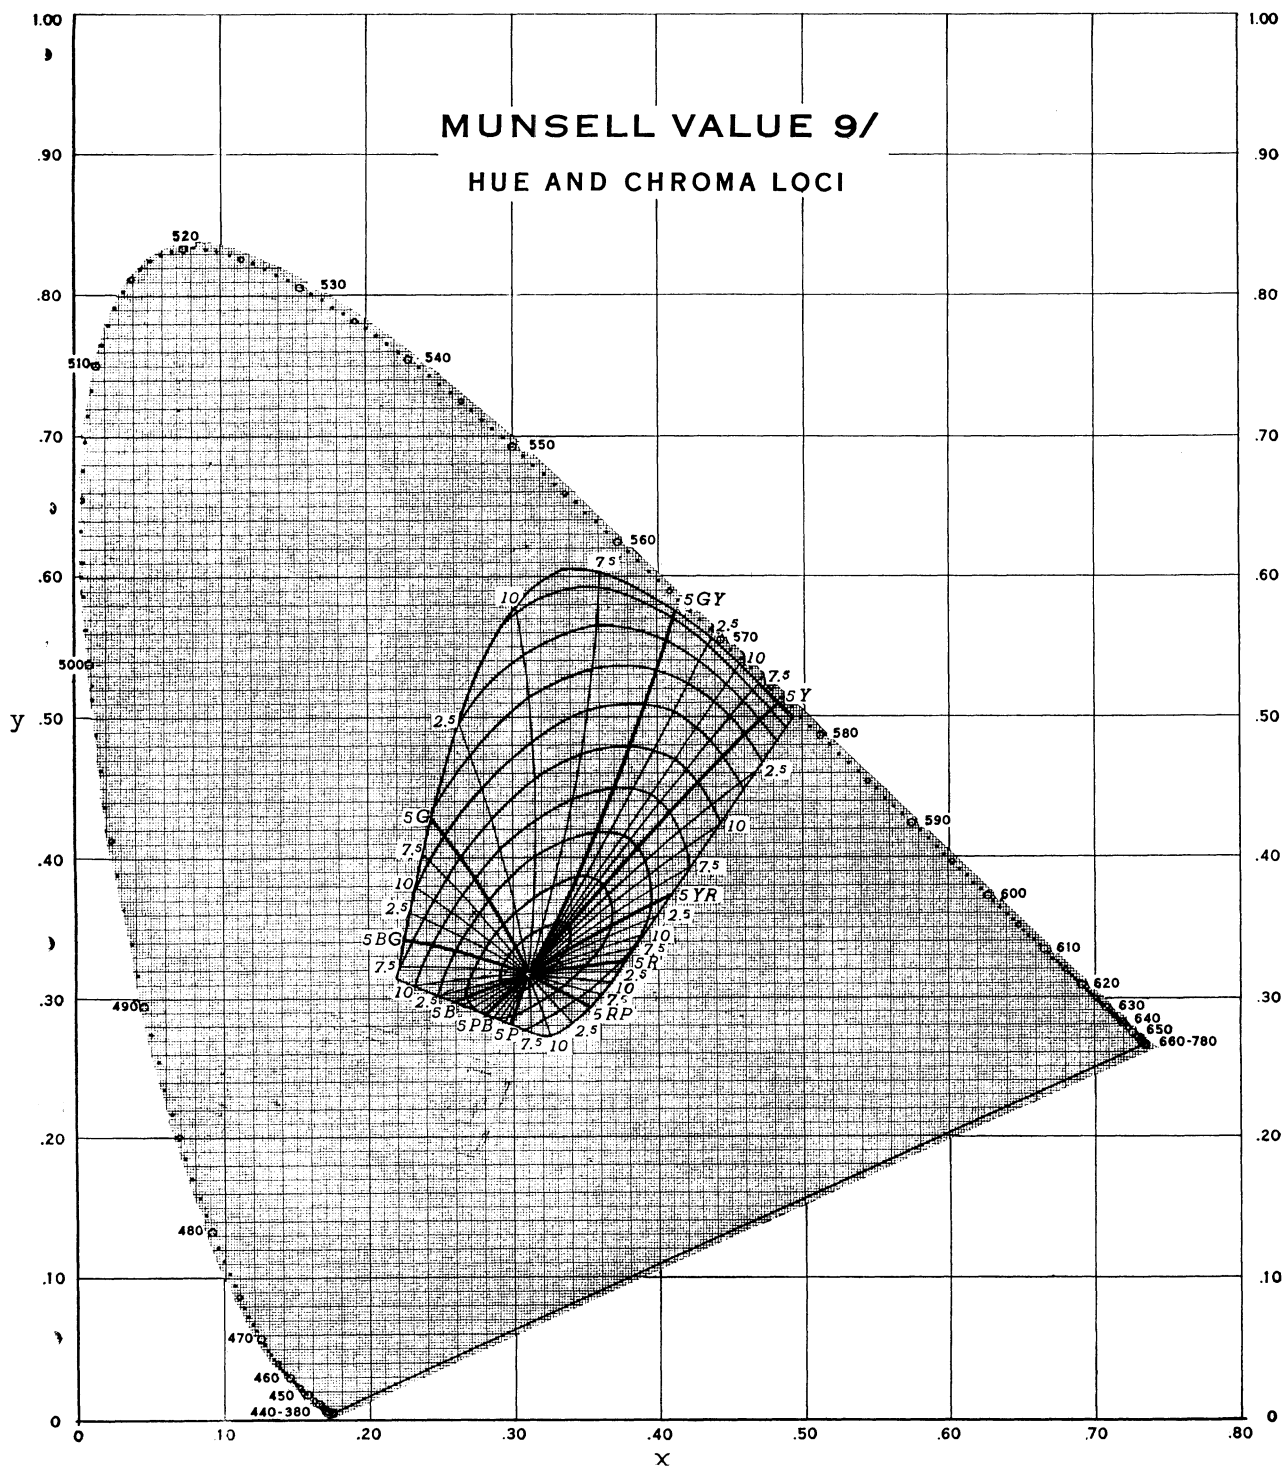 1.00 1.00
MUNSELL VALUE 9/
.90 .90
HUE AND CHROMA LOCI
520
.80 530 .80
510 540
.70 550 .70
560
.60 7.5 .60
10 5GY
2.5 570
500 10
7.5
5Y
y .50 2.5 .50
580
2.5
5G 10 590
7.5
.40 7.5 .40
10 5YR 600
2.5 2.5
5BG 10
7.5 610
7.5 5R
2.5
10 10 620
.30 490 2.5 7.5 630 .30
5B 5RP 640
5PB 2.5 650
5P 7.5 10 660-780
.20 .20
480
.10 .10
470
460
450
440-380
0 0
0 .10 .20 .30 .40 .50 .60 .70 .80
x